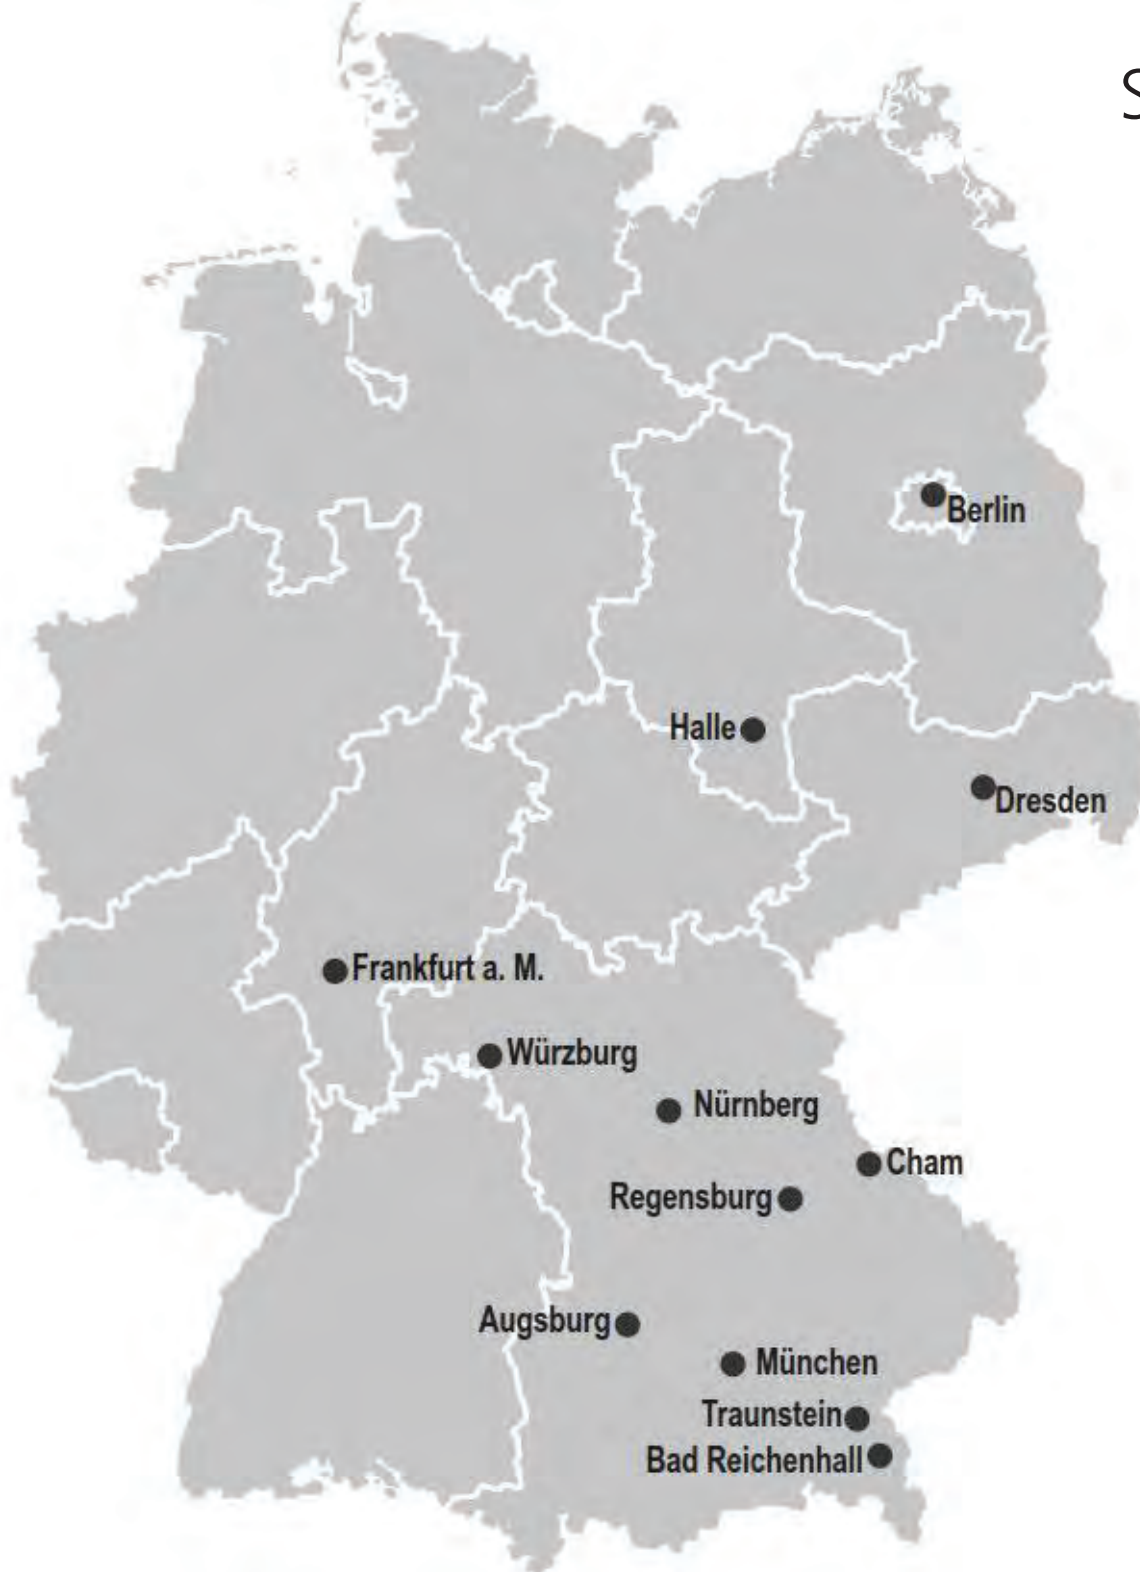 S
Berlin
Halle
Dresden
Frankfurt a. M.
Würzburg
Nürnberg
Cham
Regensburg
Augsburg
München
Traunstein
Bad Reichenhall